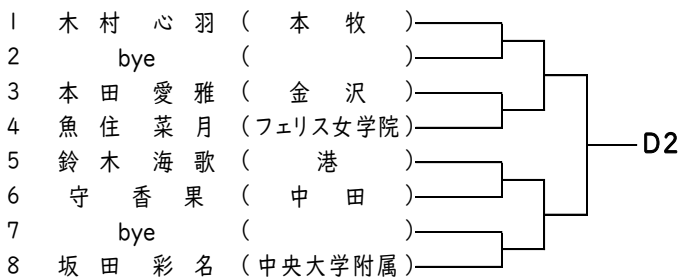 1 木村 心羽 ( 本牧 )
2 bye ( )
3 本田 愛雅 ( 金沢 )
4 魚住 菜月 (フェリス女学院)
D2
5 鈴木 海歌 ( 港 )
6 守 香果 ( 中田 )
7 bye ( )
8 坂田 彩名 (中央大学附属)